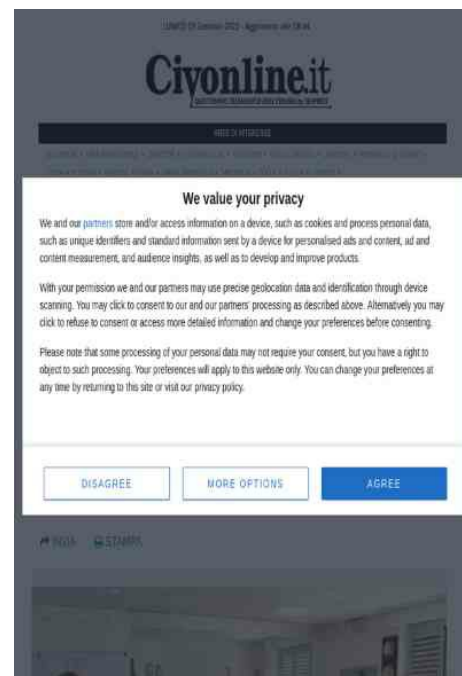 Civonline.it
We value your privacy
We and our partners store and/or access information on a device, such as cookies and process personal data,
such as unique identifiers and standard information sent by a device for personalised ads and content, ad and
content measurement, and audience insights, as well as to develop and improve products.
With your permission we and our partners may use precise geolocation data and identification through device
scanning. You may click to consent to our and our partners' processing as described above. Alternatively you may
click to refuse to consent or access more detailed information and change your preferences before consenting.
Please note that some processing of your personal data may not require your consent, but you have a right to
object to such processing. Your preferences will apply to this website only. You can change your preferences at
any time by returning to this site or visit our privacy policy.
DISAGREE
MORE OPTIONS
AGREE
INVIA
STAMPA